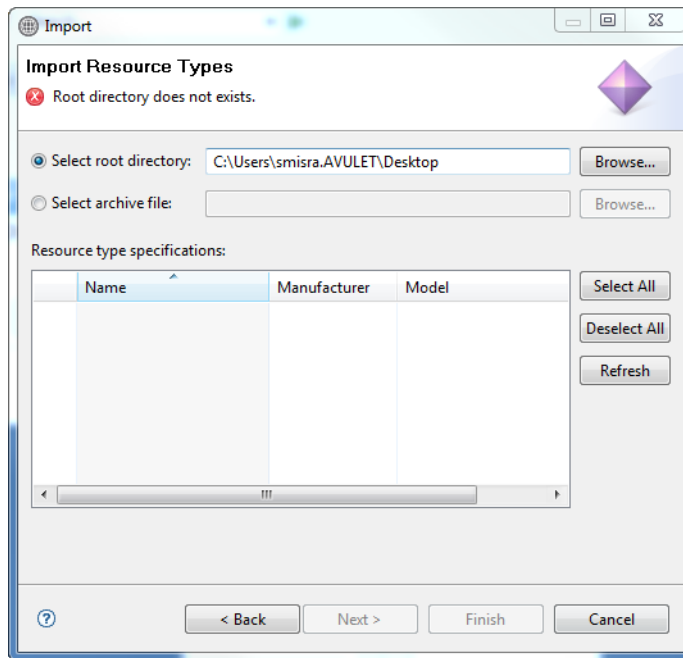 Import
Import Resource Types
Root directory does not exists.
Select root directory: C:\Users\smisra.AVULET\Desktop Browse...
Select archive file: Browse...
Resource type specifications:
Name Manufacturer Model
Select All
Deselect All
Refresh
< Back Next > Finish Cancel